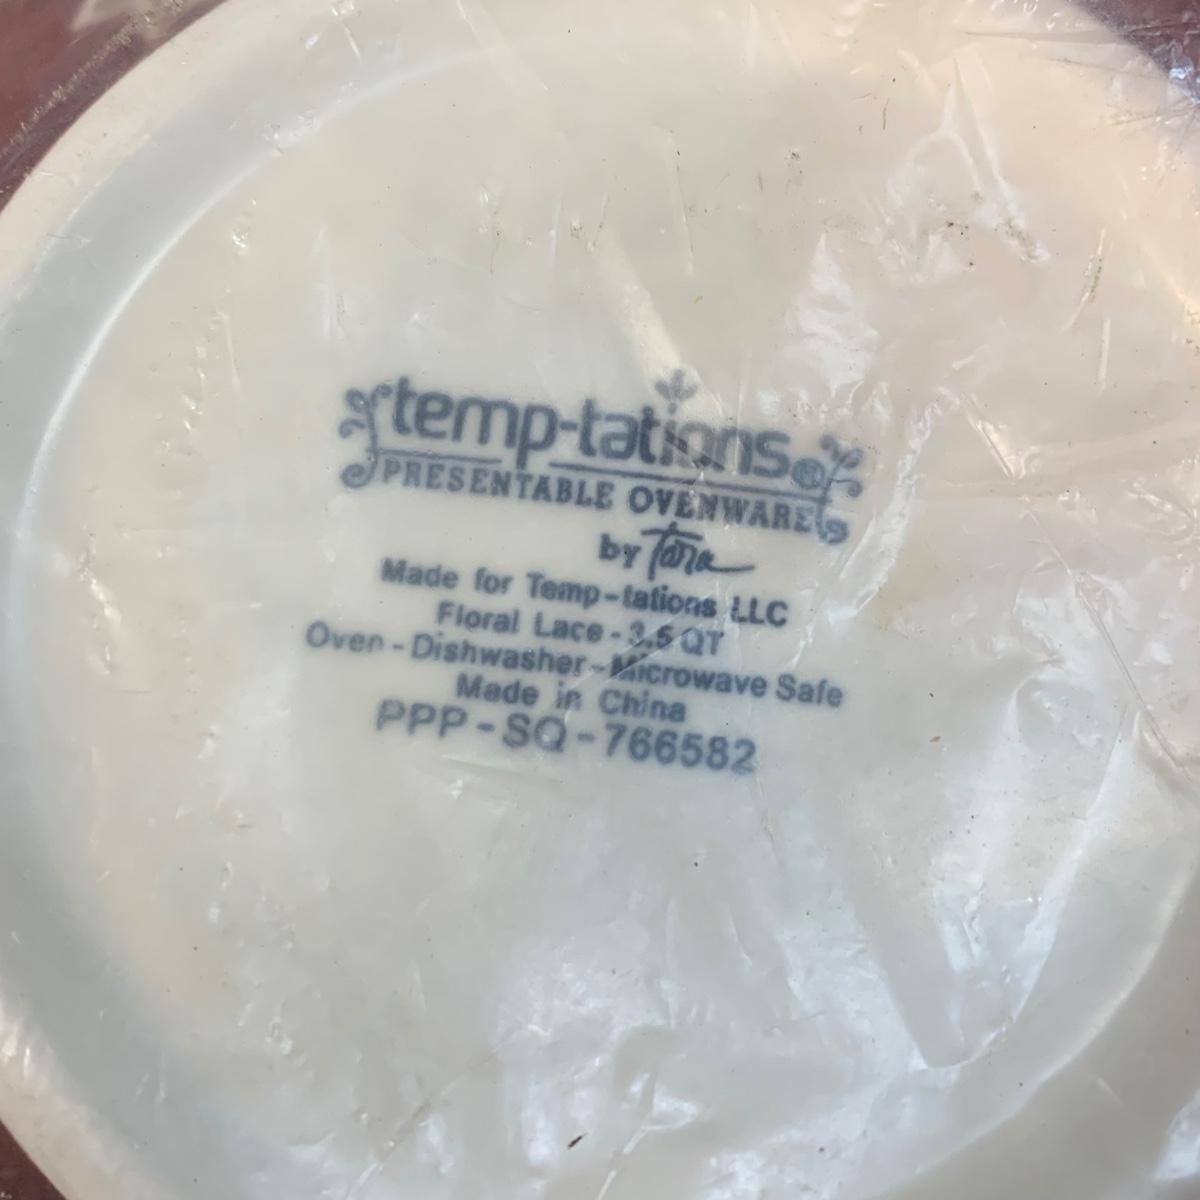 temp-tations®
PRESENTABLE OVENWARE
by Tara
Made for Temp-tations LLC
Floral Lace - 3.5 QT
Oven - Dishwasher - Microwave Safe
Made in China
PPP - SQ - 766582